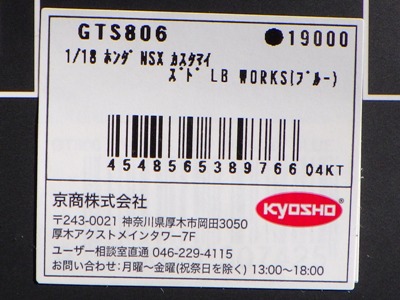 GTS806 ●19000
1/18 ホンダ NSX カスタマイ
ズド LB WORKS(ブルー)
4548565389766 04KT
京商株式会社
KYOSHO
〒243-0021 神奈川県厚木市岡田3050
厚木アクストメインタワー7F
ユーザー相談室直通 046-229-4115
お問い合わせ:月曜〜金曜(祝祭日を除く) 13:00〜18:00